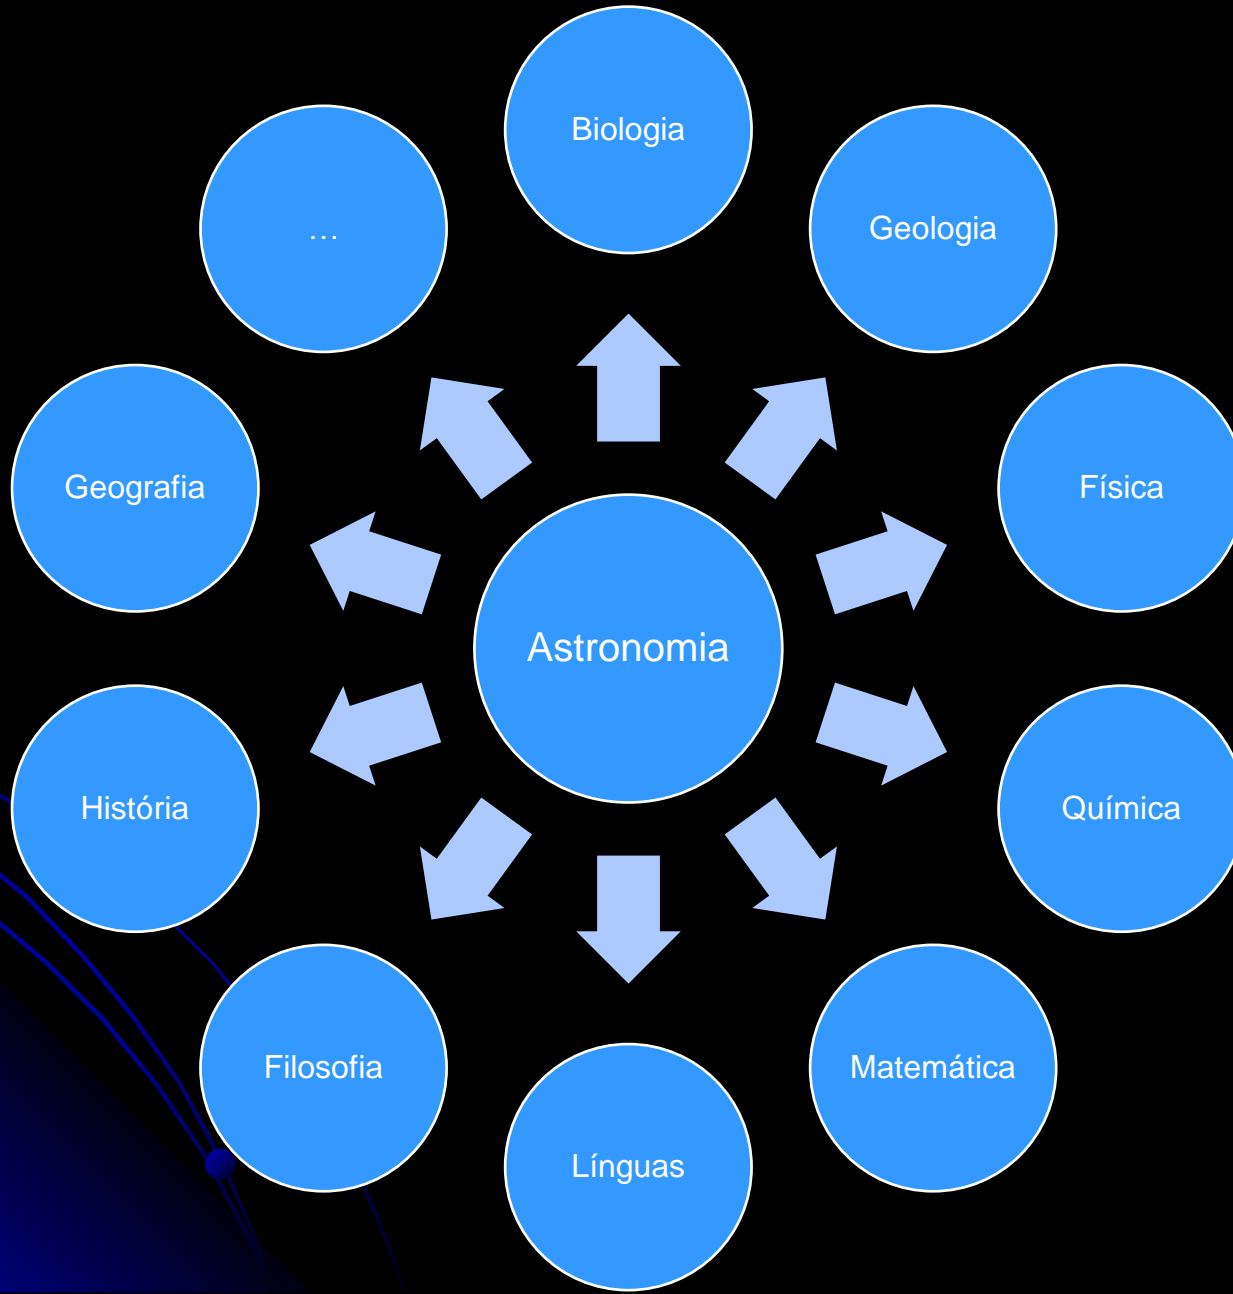 Biologia
…
Geologia
Geografia
Física
Astronomia
História
Química
Filosofia
Matemática
Línguas